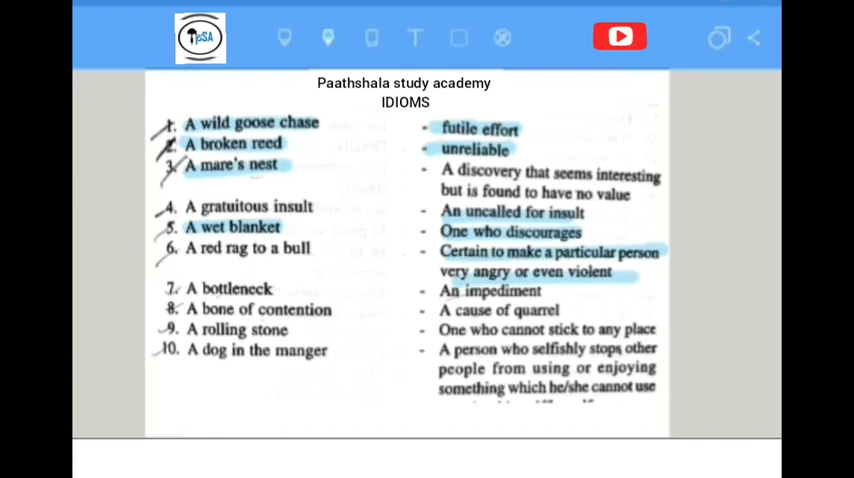 pSA
T
Paathshala study academy
IDIOMS
1. A wild goose chase - futile effort
2. A broken reed - unreliable
3. A mare's nest - A discovery that seems interesting
but is found to have no value
4. A gratuitous insult - An uncalled for insult
5. A wet blanket - One who discourages
6. A red rag to a bull - Certain to make a particular person
very angry or even violent
7. A bottleneck - An impediment
8. A bone of contention - A cause of quarrel
9. A rolling stone - One who cannot stick to any place
10. A dog in the manger - A person who selfishly stops other
people from using or enjoying
something which he/she cannot use